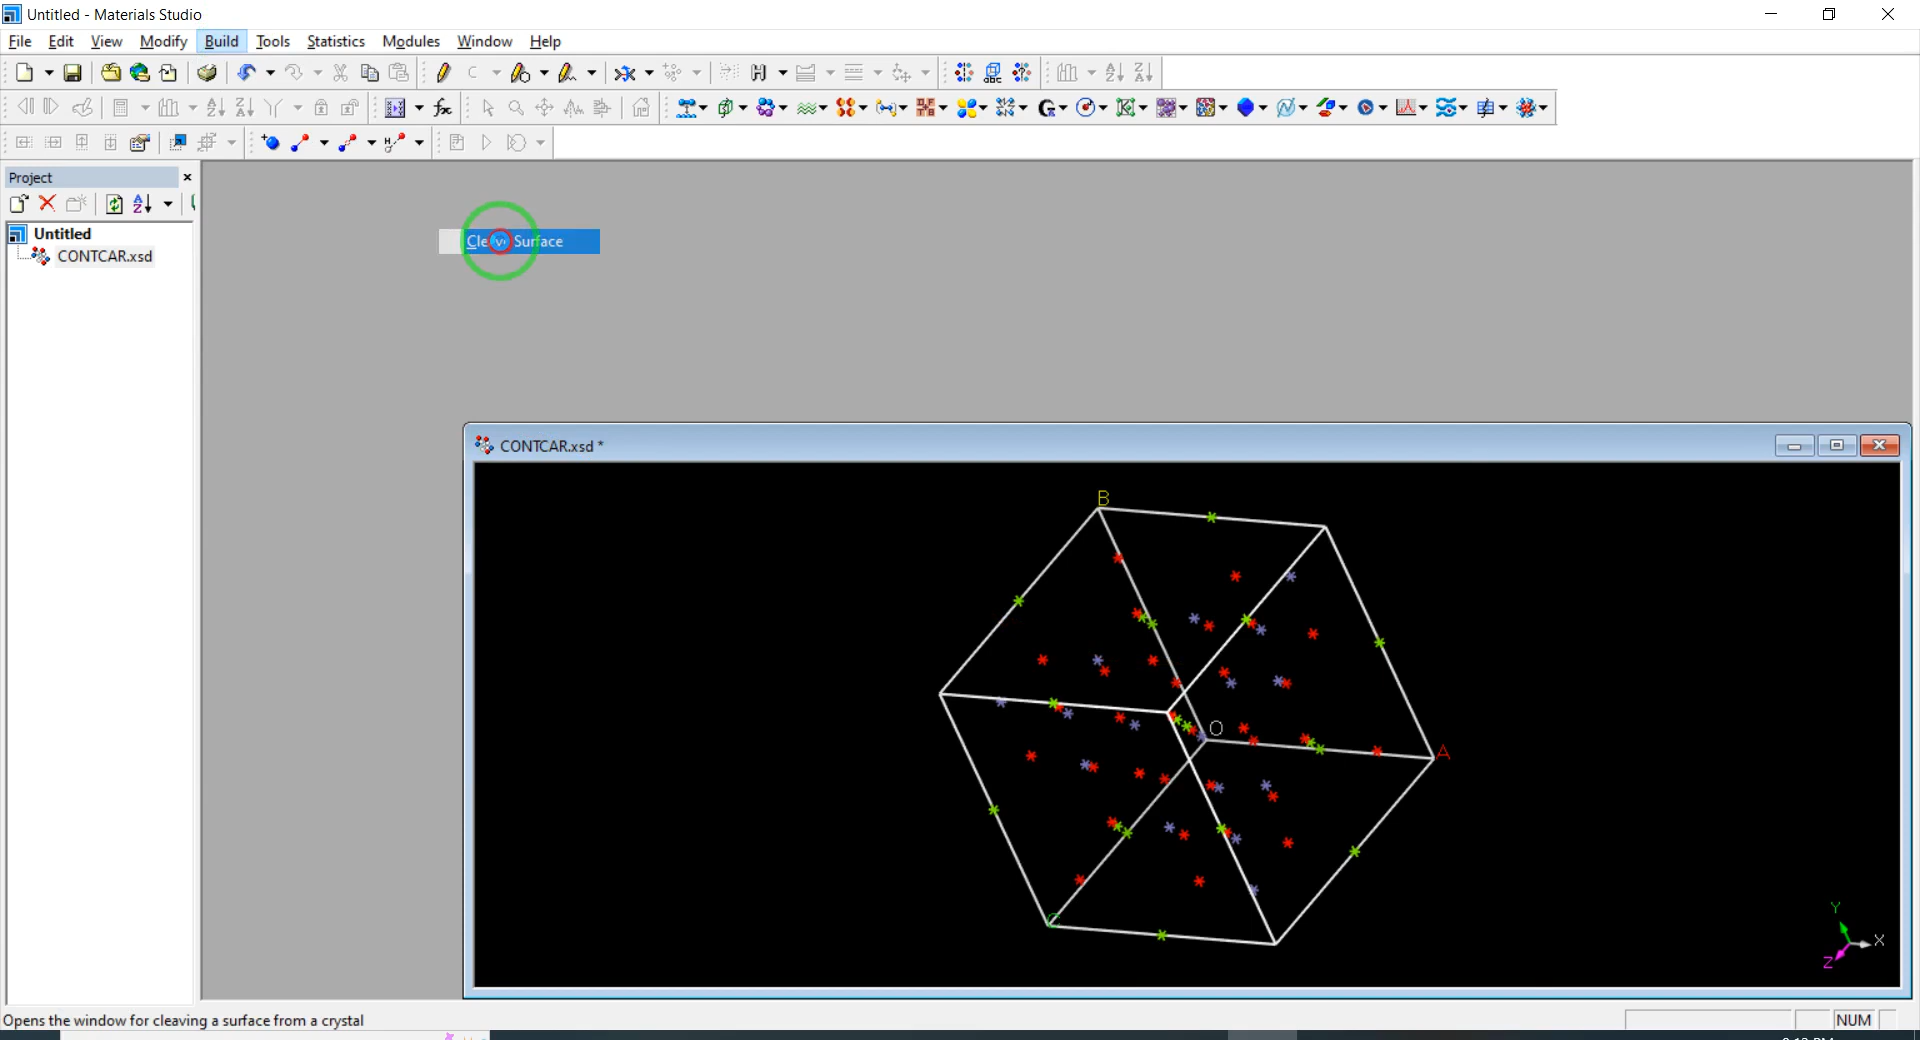 Untitled - Materials Studio
File Edit View Modify Build Tools Statistics Modules Window Help
Project
Untitled
CONTCAR.xsd
Surface
CONTCAR.xsd *
B
O
A
C
Y
X
Z
Opens the window for cleaving a surface from a crystal
NUM